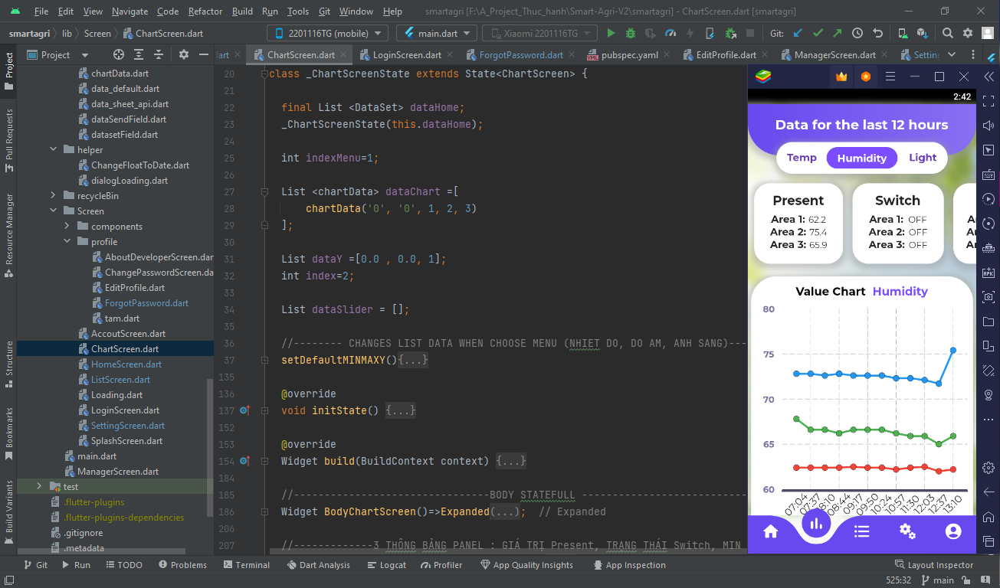 File Edit View Navigate Code Refactor Build Run Tools Git Window Help smartagri [F:\A_Project_Thuc_hanh\Smart-Agri-V2\smartagri] - ChartScreen.dart [smartagri]
smartagri lib Screen ChartScreen.dart 2201116TG (mobile) main.dart Xiaomi 2201116TG Git:
Project
Pull Requests
Resource Manager
Structure
Bookmarks
Build Variants
Project
chartData.dart
data_default.dart
data_sheet_api.dart
dataSendField.dart
datasetField.dart
helper
ChangeFloatToDate.dart
dialogLoading.dart
recycleBin
Screen
components
profile
AboutDeveloperScreen.dar
ChangePasswordScreen.da
EditProfile.dart
ForgotPassword.dart
tam.dart
AccoutScreen.dart
ChartScreen.dart
HomeScreen.dart
ListScreen.dart
Loading.dart
LoginScreen.dart
SettingScreen.dart
SplashScreen.dart
main.dart
ManagerScreen.dart
test
.flutter-plugins
.flutter-plugins-dependencies
.gitignore
.metadata
dart ChartScreen.dart LoginScreen.dart ForgotPassword.dart YML pubspec.yaml EditProfile.dart ManagerScreen.dart Setting
20 class _ChartScreenState extends State<ChartScreen> {
21
22 final List <DataSet> dataHome;
23 _ChartScreenState(this.dataHome);
24
25 int indexMenu=1;
26
27 List <chartData> dataChart =[
28 chartData('0', '0', 1, 2, 3)
29 ];
30
31 List dataY =[0.0 , 0.0, 1];
32 int index=2;
33
34 List dataSlider = [];
35
36 //-------- CHANGES LIST DATA WHEN CHOOSE MENU (NHIET DO, DO AM, ANH SANG)---
37 setDefaultMINMAXY(){...}
135
136 @override
137 void initState() {...}
152
153 @override
154 Widget build(BuildContext context) {...}
184
185 //--------------------------------BODY STATEFULL ---------------------------
186 Widget BodyChartScreen()=>Expanded(...); // Expanded
206
207 //-------------3 THÔNG BẢNG PANEL : GIÁ TRỊ Present, TRẠNG THÁI Switch, MIN
2:42
Data for the last 12 hours
Temp Humidity Light
Present
Area 1: 62.2
Area 2: 75.4
Area 3: 65.9
Switch
Area 1: OFF
Area 2: OFF
Area 3: OFF
A
A
A
Value Chart Humidity
80
75
70
65
60
07:04 07:37 08:10 08:44 09:17 09:50 10:24 10:57 11:30 12:03 12:37 13:10
APK
Git Run TODO Problems Terminal Dart Analysis Logcat Profiler App Quality Insights App Inspection Layout Inspector
525:32 main